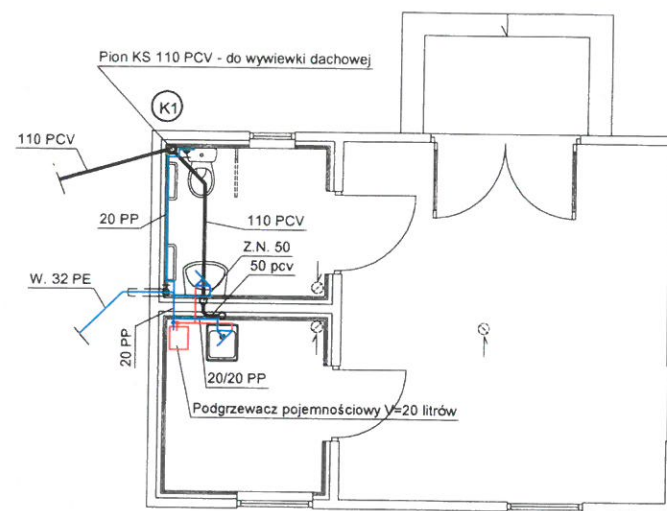 Pion KS 110 PCV - do wywiewki dachowej
K1
110 PCV
20 PP
110 PCV
Z.N. 50
50 pcv
W. 32 PE
20 PP
20/20 PP
Podgrzewacz pojemnościowy V=20 litrów